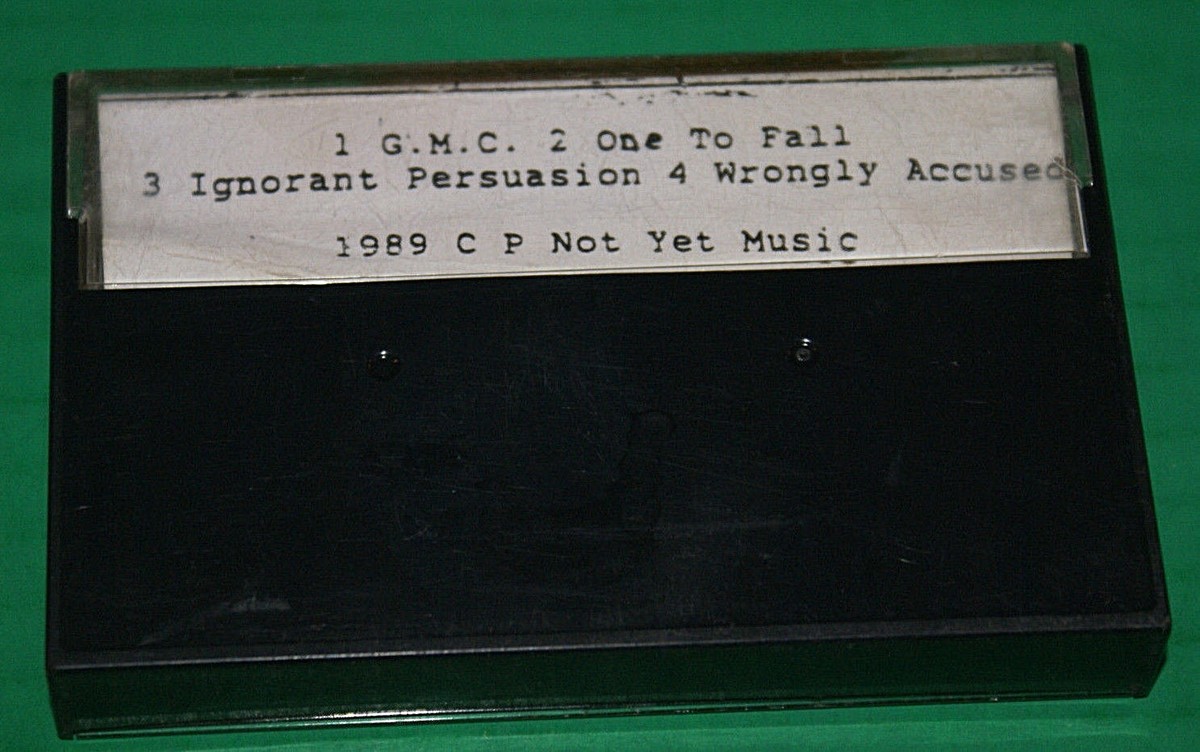 1 G.M.C. 2 One To Fall
3 Ignorant Persuasion 4 Wrongly Accused
1989 C P Not Yet Music